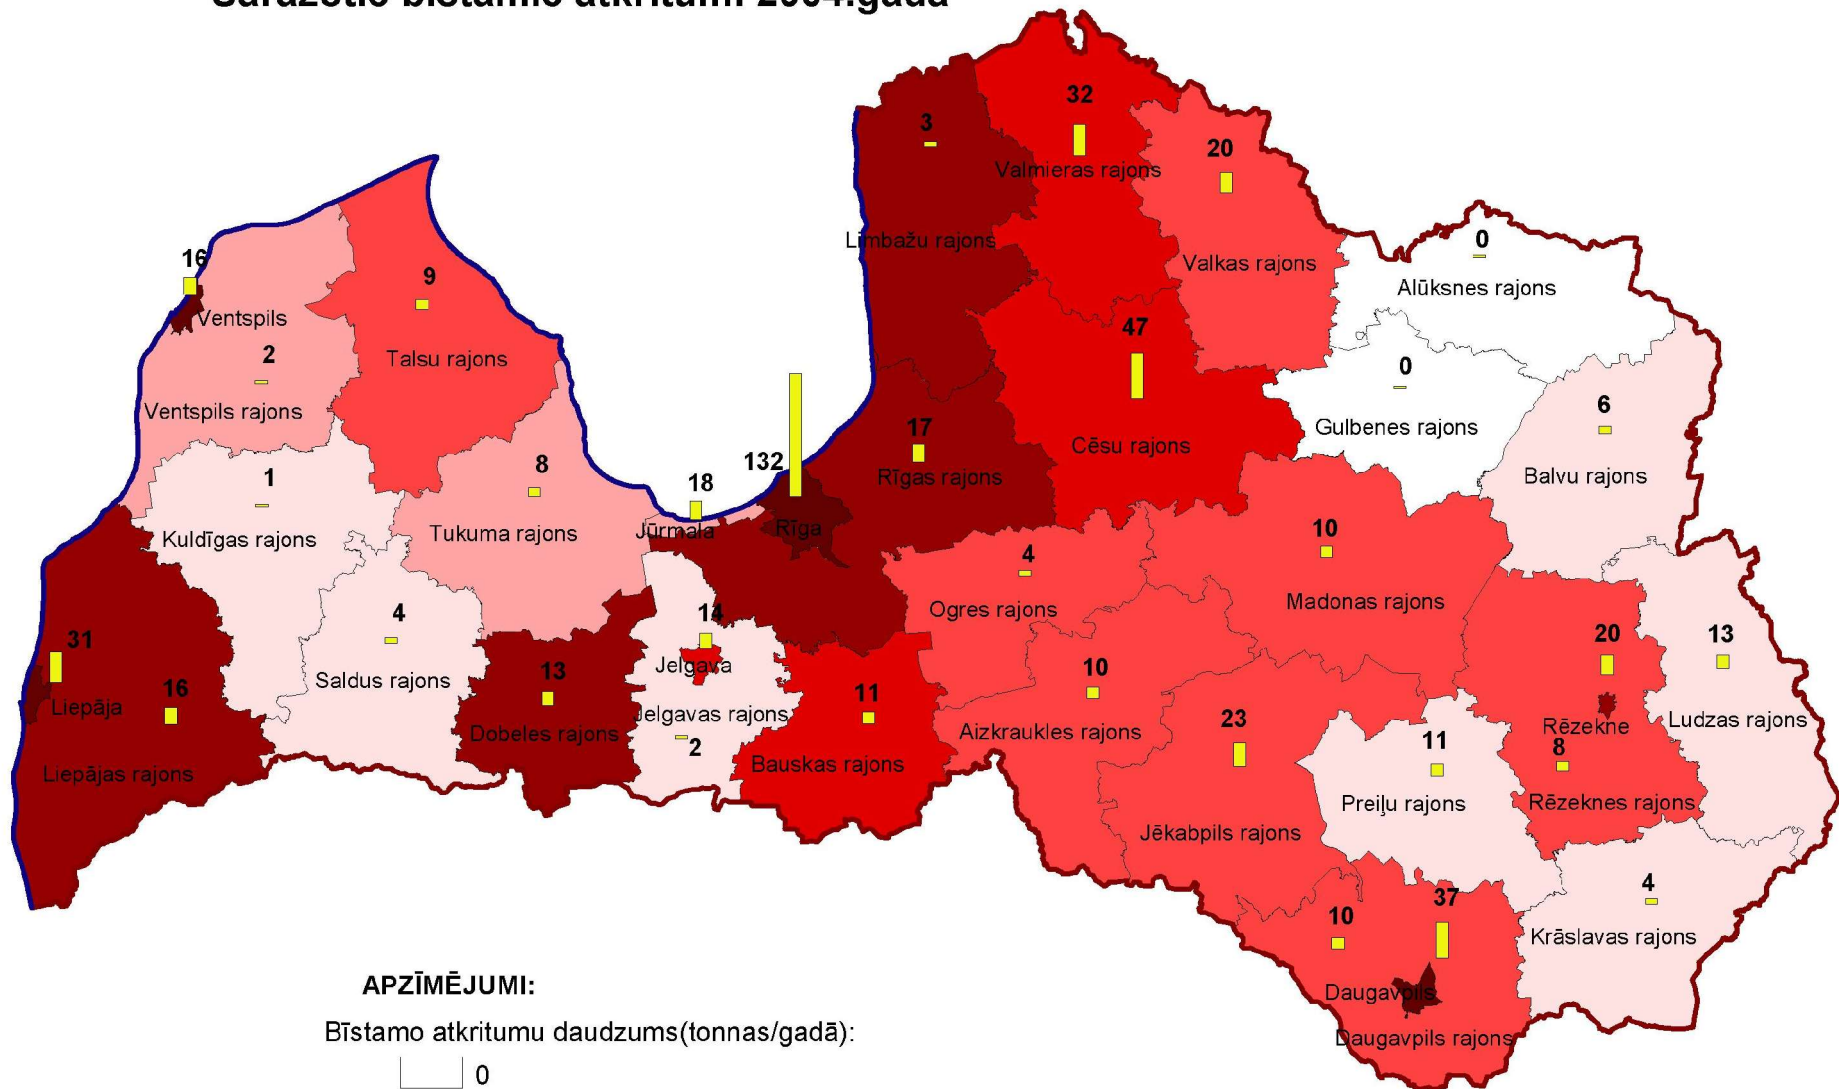 32
3
20
Valmieras rajons
Limbažu rajons
0
16
Valkas rajons
9
Alūksnes rajons
Ventspils
47
2
Talsu rajons
0
Ventspils rajons
6
17
Gulbenes rajons
Cēsu rajons
132
8
1
18
Rīgas rajons
Balvu rajons
Jūrmala
Rīga
10
Tukuma rajons
Kuldīgas rajons
4
Madonas rajons
Ogres rajons
4
14
31
20
13
Jelgava
10
13
Saldus rajons
16
11
Liepāja
Jelgavas rajons
23
Rēzekne
Ludzas rajons
Dobeles rajons
Aizkraukles rajons
11
8
2
Bauskas rajons
Liepājas rajons
Preiļu rajons
Rēzeknes rajons
Jēkabpils rajons
4
37
10
Krāslavas rajons
APZĪMĒJUMI:
Daugavpils
Bīstamo atkritumu daudzums(tonnas/gadā):
Daugavpils rajons
0